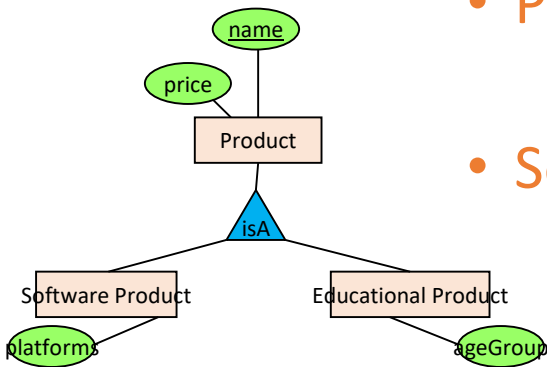 name
• P
price
Product
• S
isA
Software Product
Educational Product
platforms
ageGroup